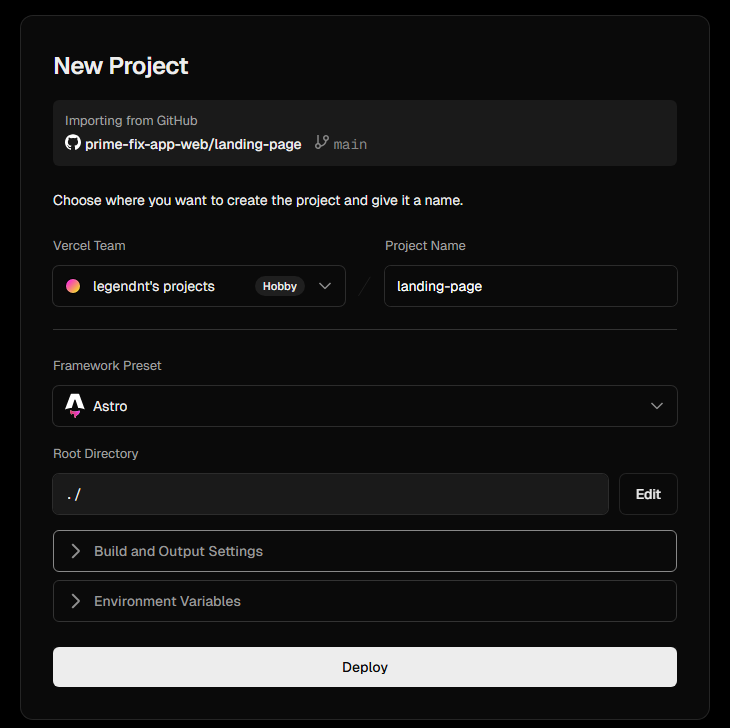 New Project
Importing from GitHub
prime-fix-app-web/landing-page main
Choose where you want to create the project and give it a name.
Vercel Team
Project Name
legendnt's projects Hobby
/
landing-page
Framework Preset
Astro
Root Directory
./
Edit
Build and Output Settings
Environment Variables
Deploy